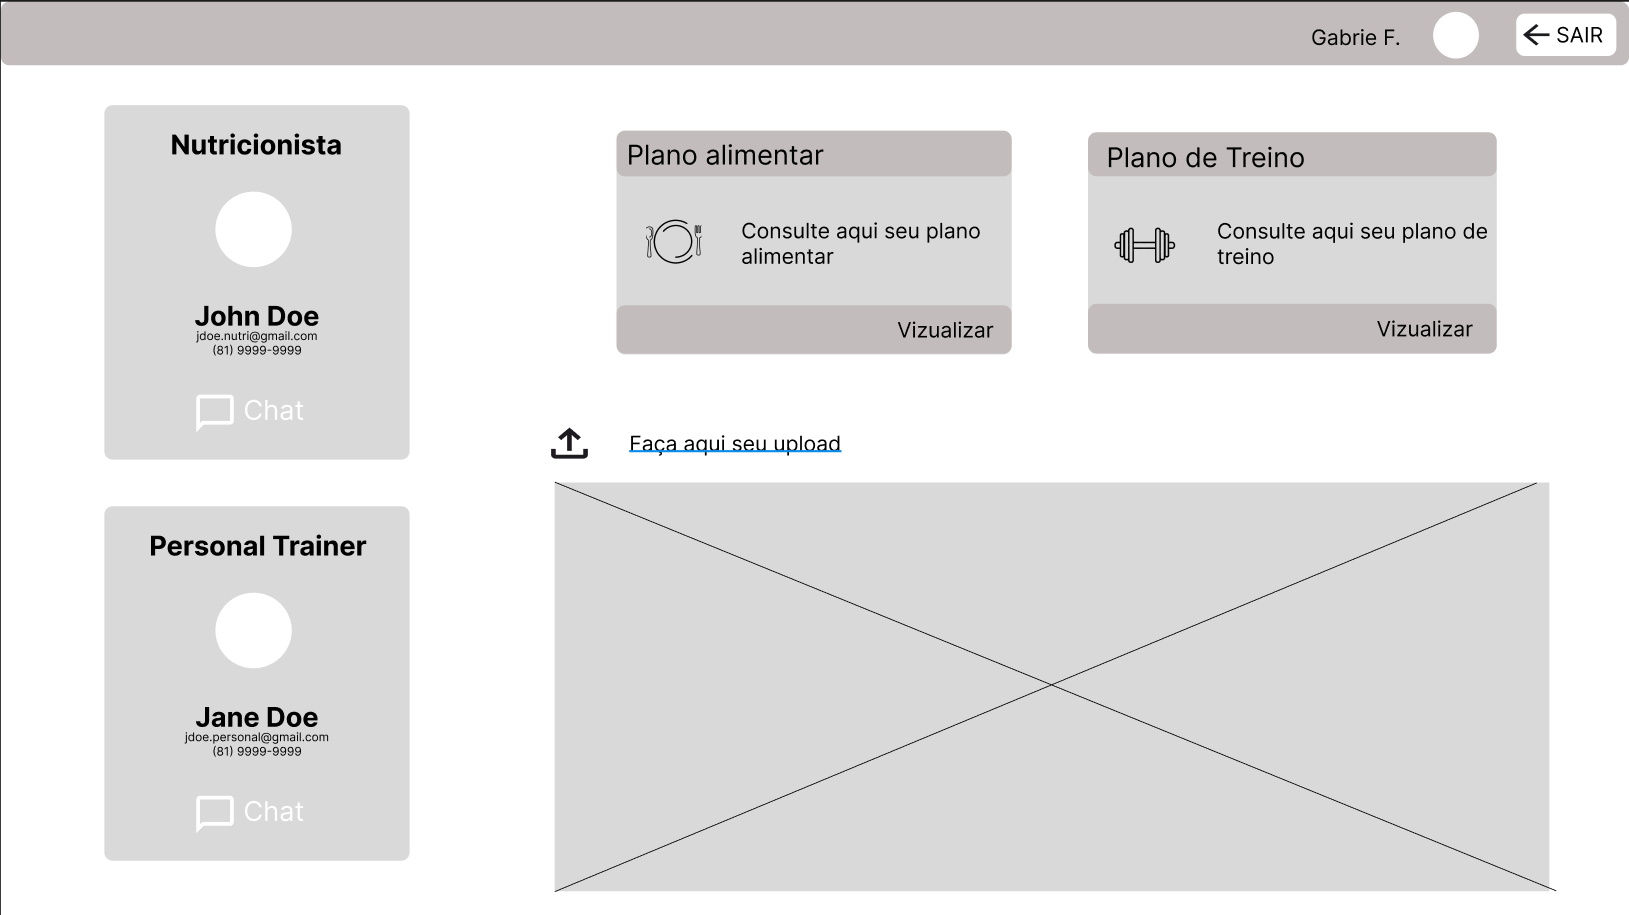 Gabrie F.
SAIR
Nutricionista
John Doe
jdoe.nutri@gmail.com
(81) 9999-9999
Chat
Personal Trainer
Jane Doe
jdoe.personal@gmail.com
(81) 9999-9999
Chat
Plano alimentar
Consulte aqui seu plano
alimentar
Vizualizar
Plano de Treino
Consulte aqui seu plano de
treino
Vizualizar
Faça aqui seu upload